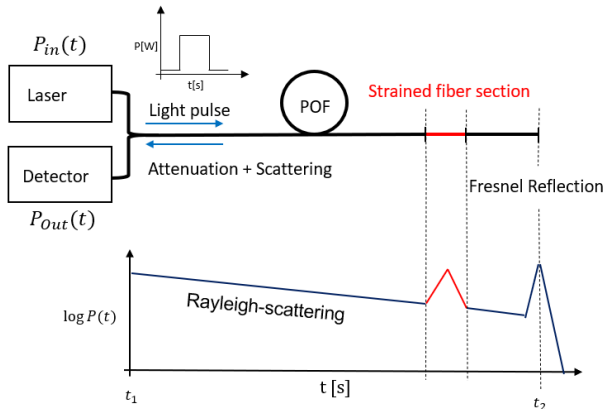 P_in(t)
P[W]
t[s]
Laser
Light pulse
POF
Strained fiber section
Detector
Attenuation + Scattering
Fresnel Reflection
P_Out(t)
Rayleigh-scattering
log P(t)
t_1
t [s]
t_2